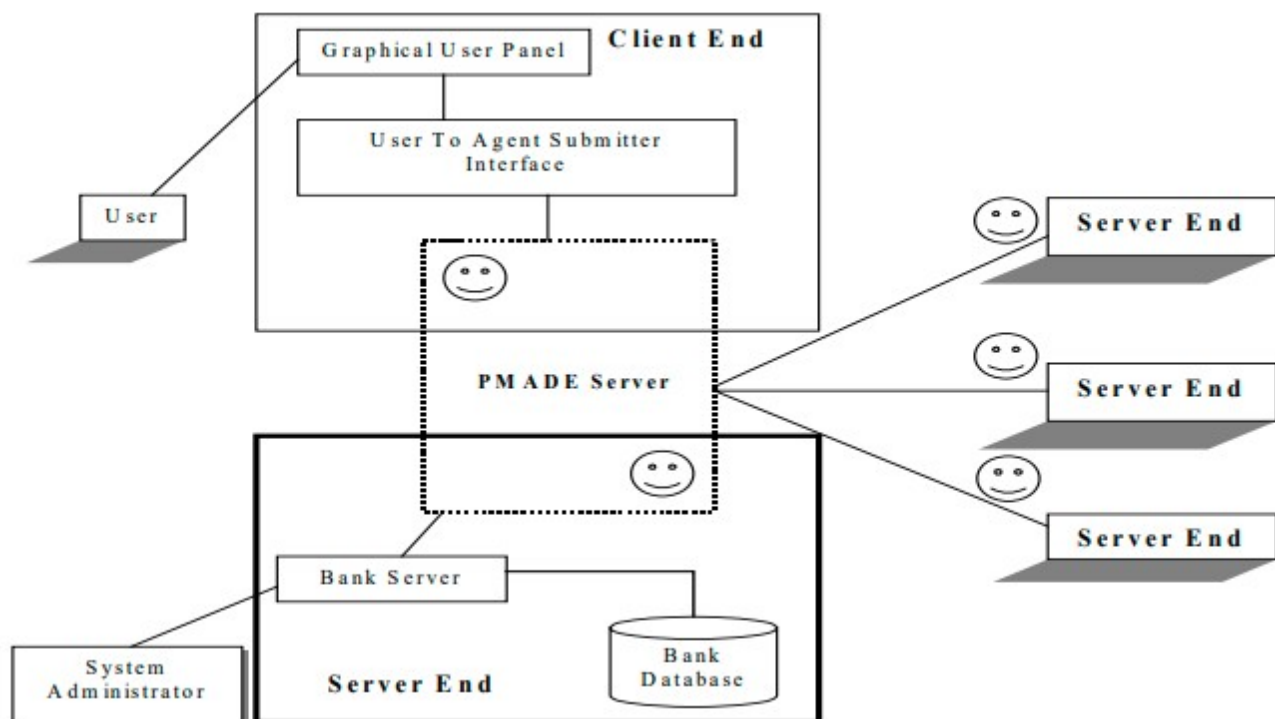 Client End
Graphical User Panel
User To Agent Submitter
Interface
User
Server End
PMADE Server
Server End
Server End
Bank Server
Bank
Database
System
Administrator
Server End